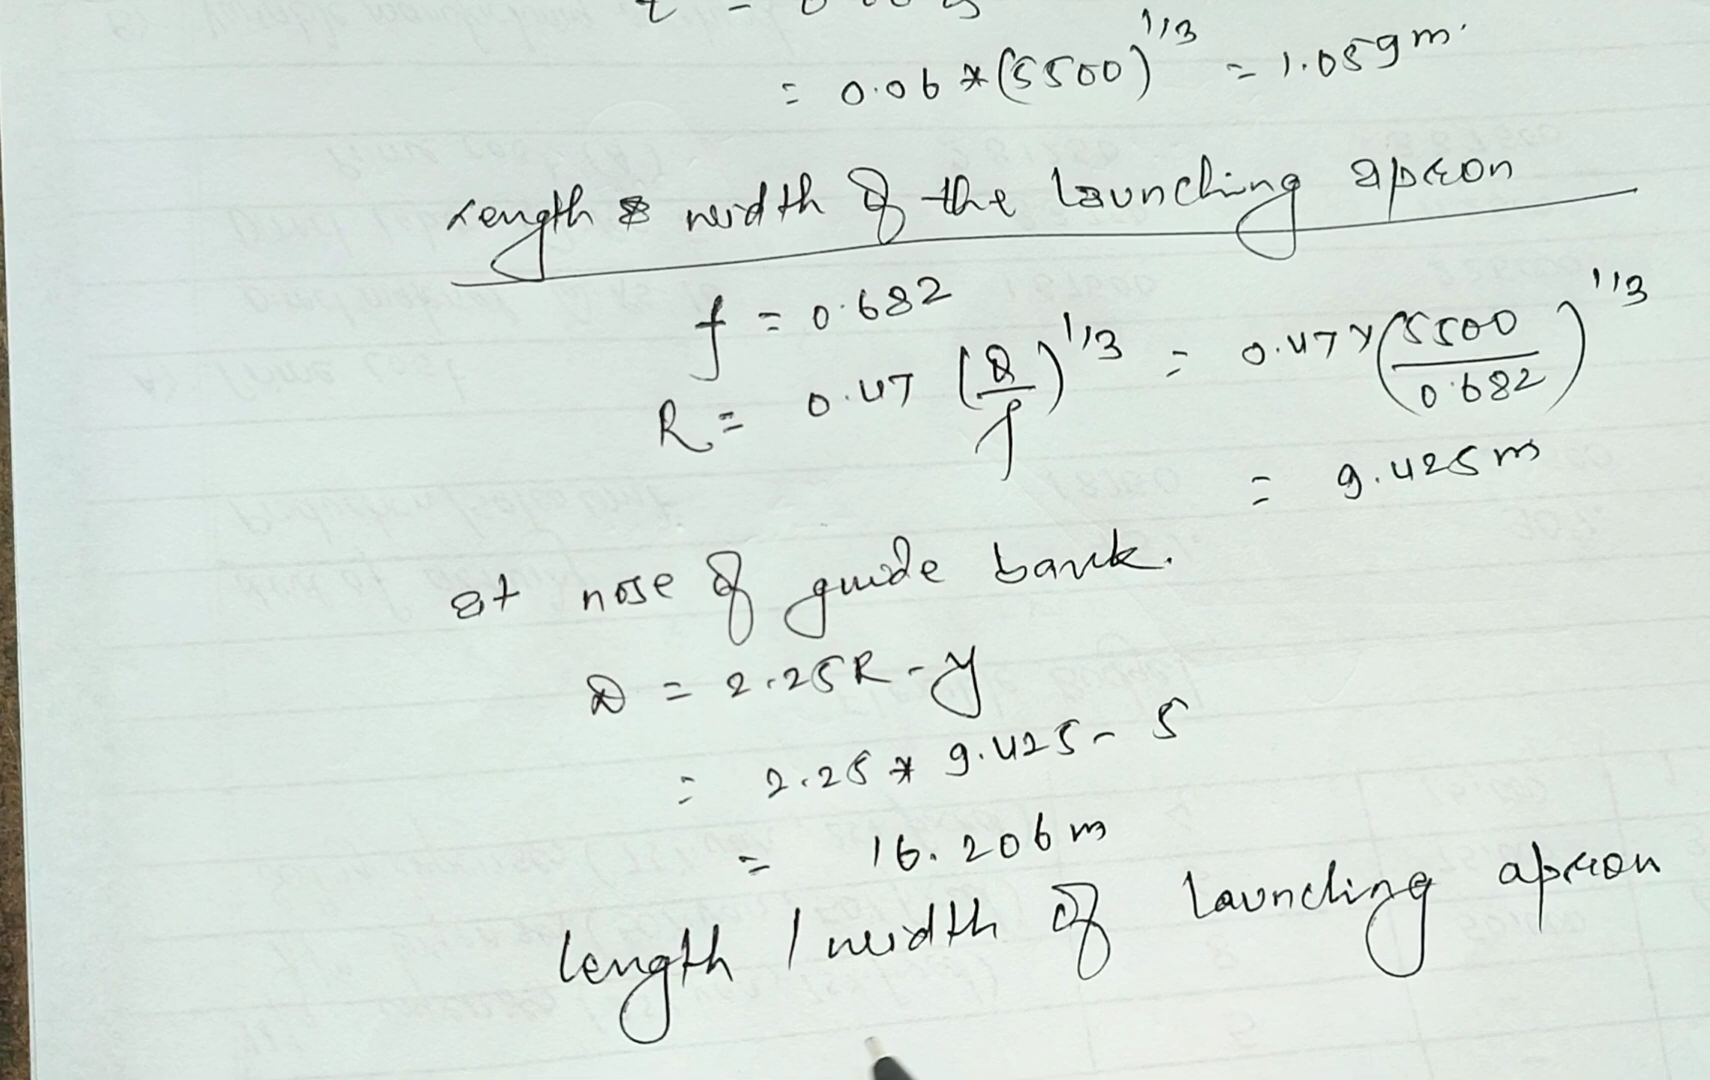 = 0.06 * (5500)^1/3 = 1.059 m.
Length & width of the launching apron
f = 0.682
R = 0.47 (Q/f)^1/3 = 0.47 x (5500/0.682)^1/3
= 9.425 m
at nose of guide bank.
D = 2.25R - y
= 2.25 * 9.425 - 5
= 16.206 m
length / width of launching apron